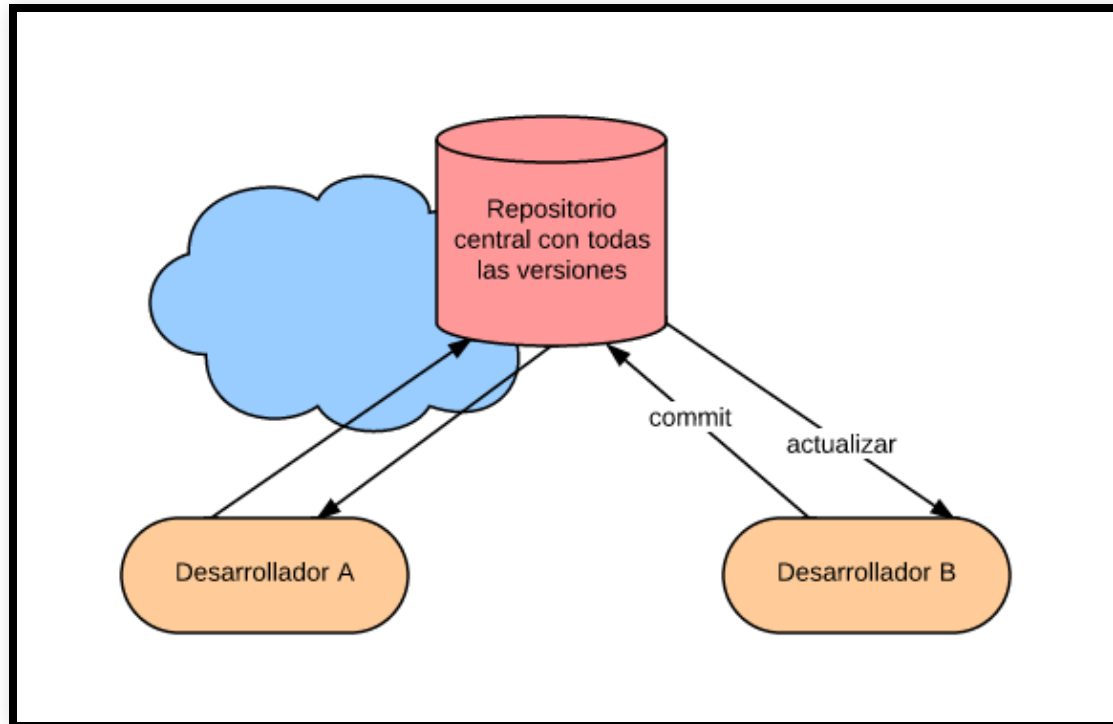 Repositorio
central con todas
las versiones
commit
actualizar
Desarrollador A
Desarrollador B